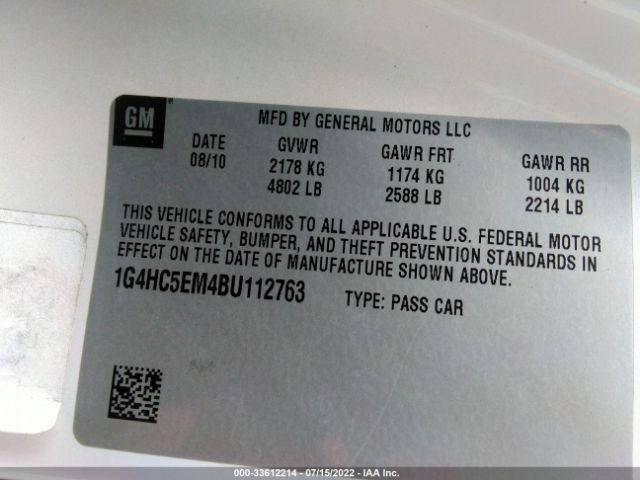 GM
MFD BY GENERAL MOTORS LLC
DATE GVWR GAWR FRT GAWR RR
08/10 2178 KG 1174 KG 1004 KG
4802 LB 2588 LB 2214 LB
THIS VEHICLE CONFORMS TO ALL APPLICABLE U.S. FEDERAL MOTOR
VEHICLE SAFETY, BUMPER, AND THEFT PREVENTION STANDARDS IN
EFFECT ON THE DATE OF MANUFACTURE SHOWN ABOVE.
1G4HC5EM4BU112763 TYPE: PASS CAR
000-33612214 - 07/15/2022 - IAA Inc.